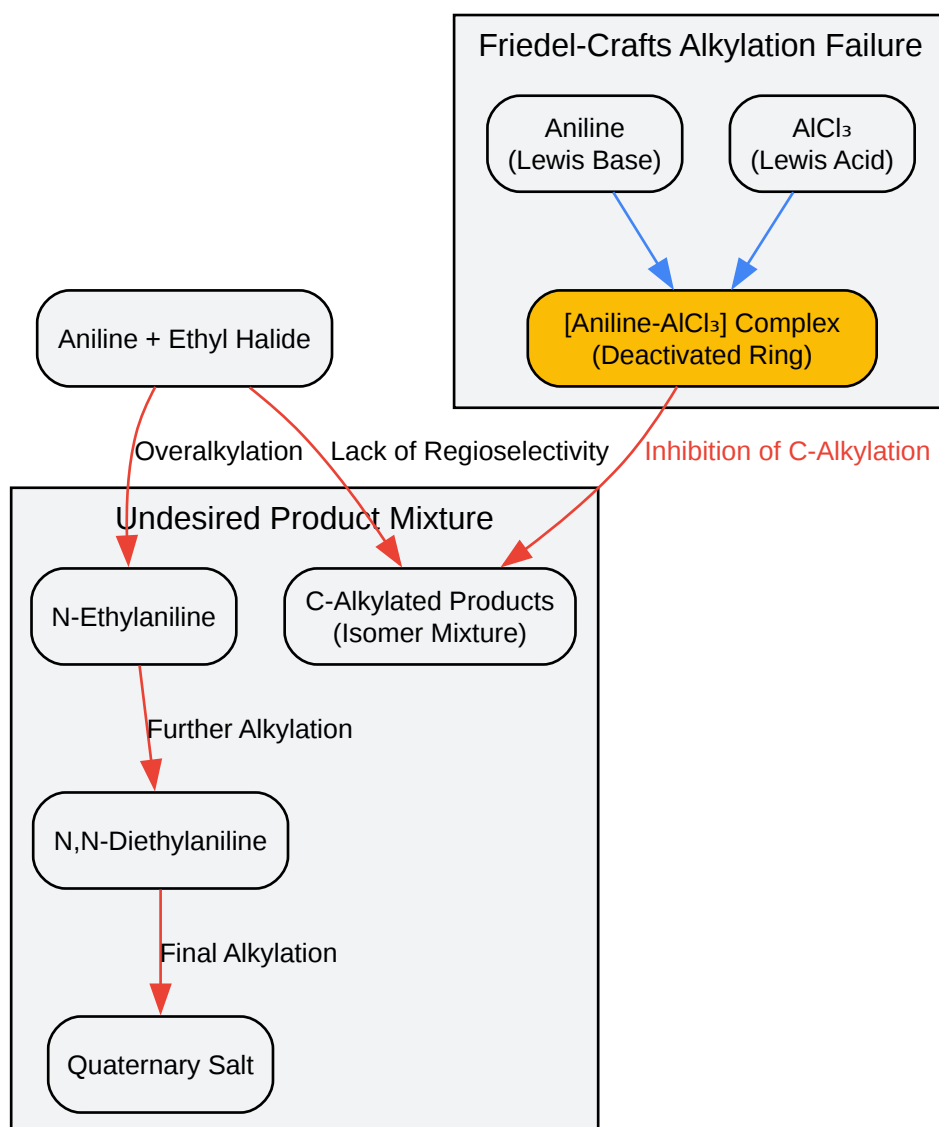 Friedel-Crafts Alkylation Failure
Aniline
(Lewis Base)
AlCl₃
(Lewis Acid)
[Aniline-AlCl₃] Complex
(Deactivated Ring)
Aniline + Ethyl Halide
Overalkylation
Lack of Regioselectivity
Inhibition of C-Alkylation
Undesired Product Mixture
N-Ethylaniline
C-Alkylated Products
(Isomer Mixture)
Further Alkylation
N,N-Diethylaniline
Final Alkylation
Quaternary Salt